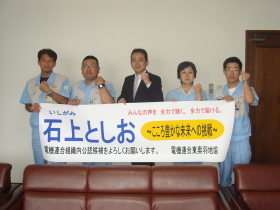 みんなの声を 全力で聴く。全力で届ける。
いしがみ
石上としお
～こころ豊かな未来への挑戦～
電機連合組織内公認候補をよろしくお願いします。
電機連合東奥羽地協